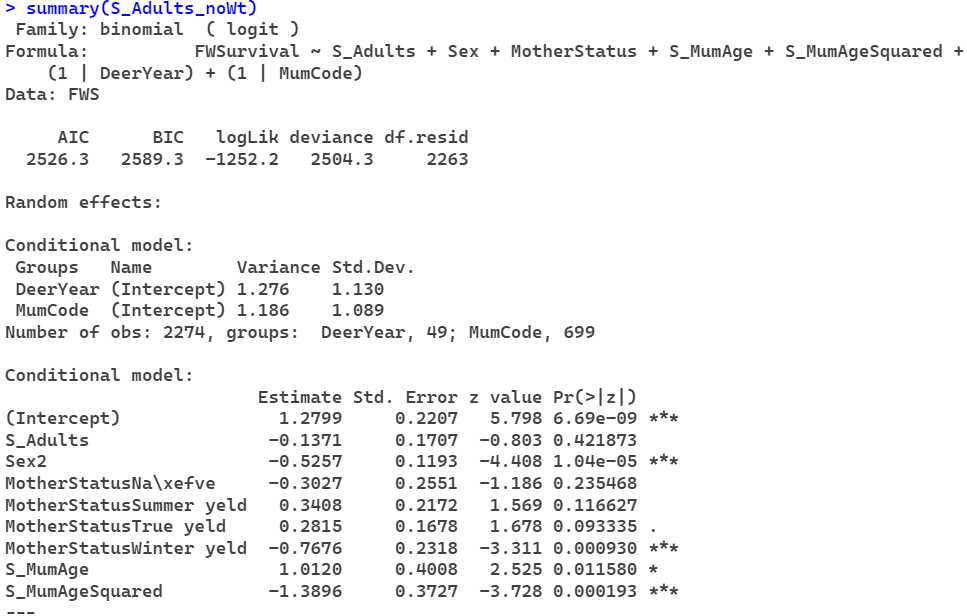 > summary(S_Adults_noWt)
 Family: binomial  ( logit )
Formula:          FWSurvival ~ S_Adults + Sex + MotherStatus + S_MumAge + S_MumAgeSquared +
    (1 | DeerYear) + (1 | MumCode)
Data: FWS

     AIC      BIC   logLik deviance df.resid
  2526.3   2589.3  -1252.2   2504.3     2263

Random effects:

Conditional model:
 Groups   Name        Variance Std.Dev.
 DeerYear (Intercept) 1.276    1.130
 MumCode  (Intercept) 1.186    1.089
Number of obs: 2274, groups:  DeerYear, 49; MumCode, 699

Conditional model:
                         Estimate Std. Error z value Pr(>|z|)
(Intercept)                1.2799     0.2207   5.798 6.69e-09 ***
S_Adults                  -0.1371     0.1707  -0.803 0.421873
Sex2                      -0.5257     0.1193  -4.408 1.04e-05 ***
MotherStatusNa\xefve      -0.3027     0.2551  -1.186 0.235468
MotherStatusSummer yeld    0.3408     0.2172   1.569 0.116627
MotherStatusTrue yeld      0.2815     0.1678   1.678 0.093335 .
MotherStatusWinter yeld   -0.7676     0.2318  -3.311 0.000930 ***
S_MumAge                   1.0120     0.4008   2.525 0.011580 *
S_MumAgeSquared           -1.3896     0.3727  -3.728 0.000193 ***
---